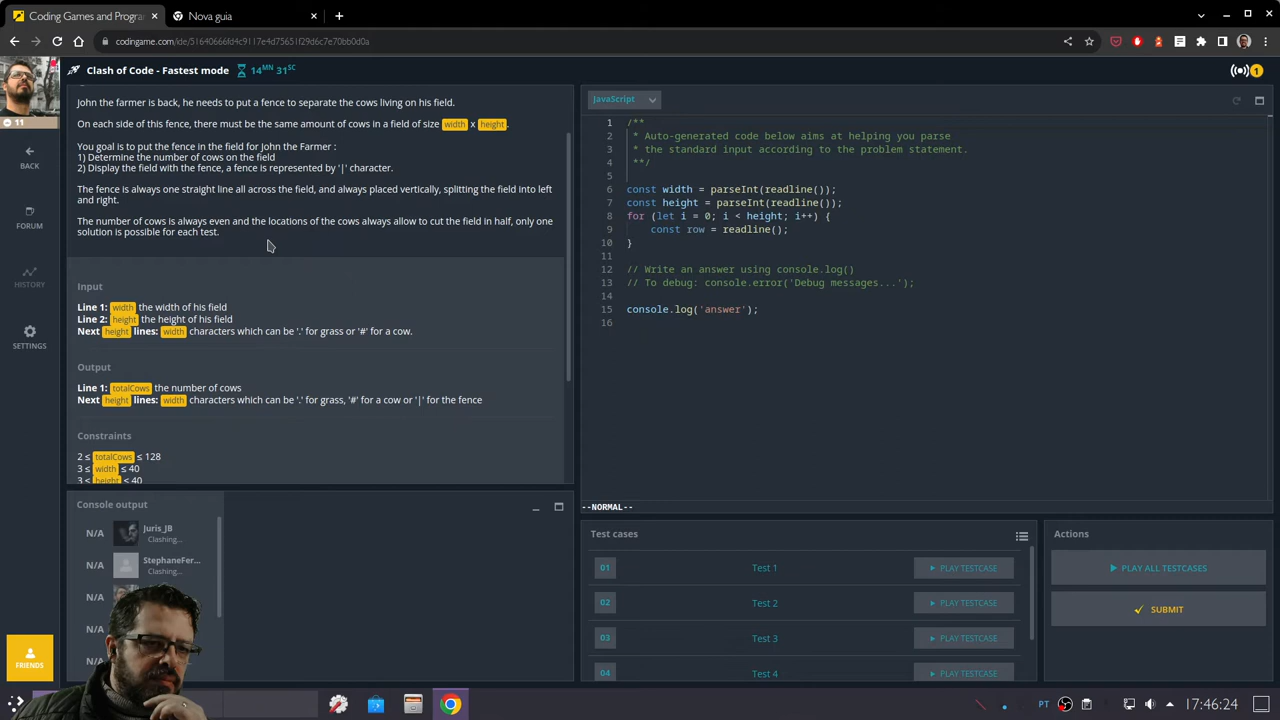 Coding Games and Progra
Nova guia
codingame.com/ide/51640666fd4c9117e4d75651f29d6c7e70bb0d0a
Clash of Code - Fastest mode
14MN 31SC
1
11
BACK
FORUM
HISTORY
SETTINGS
FRIENDS
John the farmer is back, he needs to put a fence to separate the cows living on his field.
On each side of this fence, there must be the same amount of cows in a field of size width x height.
You goal is to put the fence in the field for John the Farmer :
1) Determine the number of cows on the field
2) Display the field with the fence, a fence is represented by '|' character.
The fence is always one straight line all across the field, and always placed vertically, splitting the field into left
and right.
The number of cows is always even and the locations of the cows always allow to cut the field in half, only one
solution is possible for each test.
Input
Line 1: width the width of his field
Line 2: height the height of his field
Next height lines: width characters which can be '.' for grass or '#' for a cow.
Output
Line 1: totalCows the number of cows
Next height lines: width characters which can be '.' for grass, '#' for a cow or '|' for the fence
Constraints
2 ≤ totalCows ≤ 128
3 ≤ width ≤ 40
3 ≤ height ≤ 40
Console output
N/A Juris_JB
Clashing...
N/A StephaneFer...
Clashing...
N/A
N/A
N/A
JavaScript
1 /**
2 * Auto-generated code below aims at helping you parse
3 * the standard input according to the problem statement.
4 **/
5
6 const width = parseInt(readline());
7 const height = parseInt(readline());
8 for (let i = 0; i < height; i++) {
9 const row = readline();
10 }
11
12 // Write an answer using console.log()
13 // To debug: console.error('Debug messages...');
14
15 console.log('answer');
16
--NORMAL--
Test cases
01 Test 1 PLAY TESTCASE
02 Test 2 PLAY TESTCASE
03 Test 3 PLAY TESTCASE
04 Test 4 PLAY TESTCASE
Actions
PLAY ALL TESTCASES
SUBMIT
PT
17:46:24